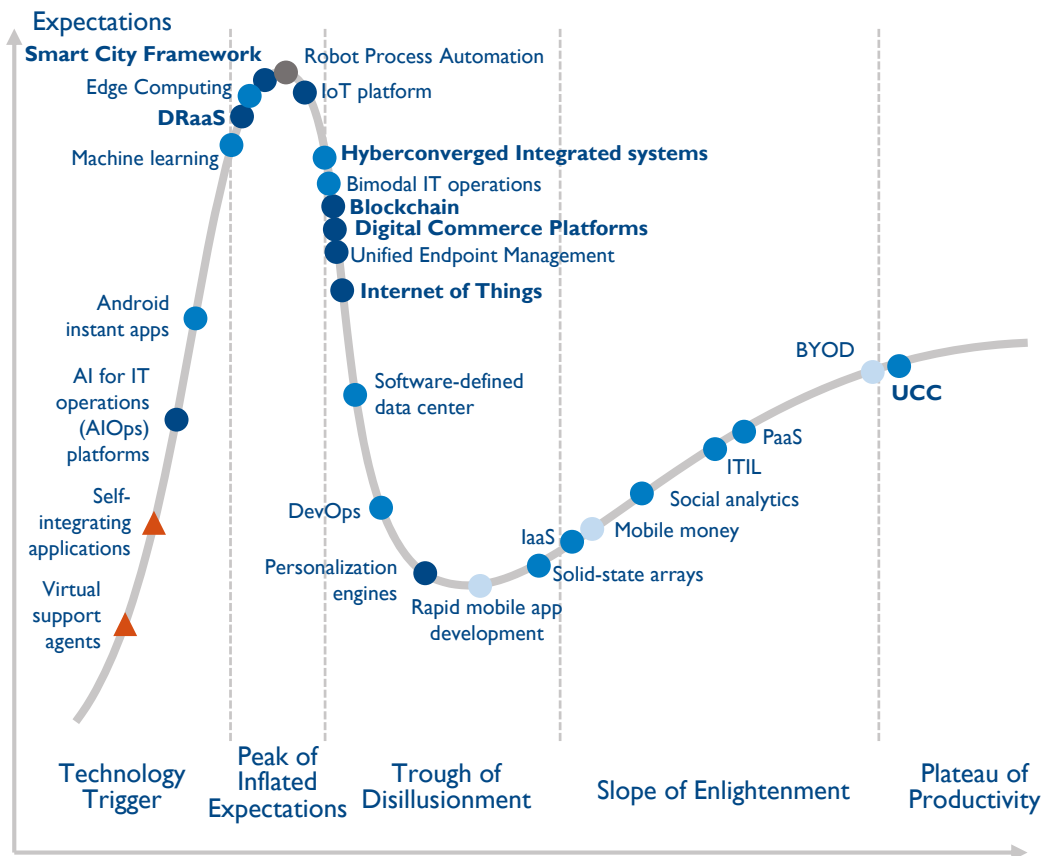 Expectations
Smart City Framework
Robot Process Automation
Edge Computing
IoT platform
DRaaS
Machine learning
Hyberconverged Integrated systems
Bimodal IT operations
Blockchain
Digital Commerce Platforms
Unified Endpoint Management
Internet of Things
Android
instant apps
AI for IT
operations
(AIOps)
platforms
Self-
integrating
applications
Virtual
support
agents
Software-defined
data center
DevOps
Personalization
engines
Rapid mobile app
development
IaaS
Solid-state arrays
Mobile money
Social analytics
ITIL
PaaS
BYOD
UCC
Technology
Trigger
Peak of
Inflated
Expectations
Trough of
Disillusionment
Slope of Enlightenment
Plateau of
Productivity